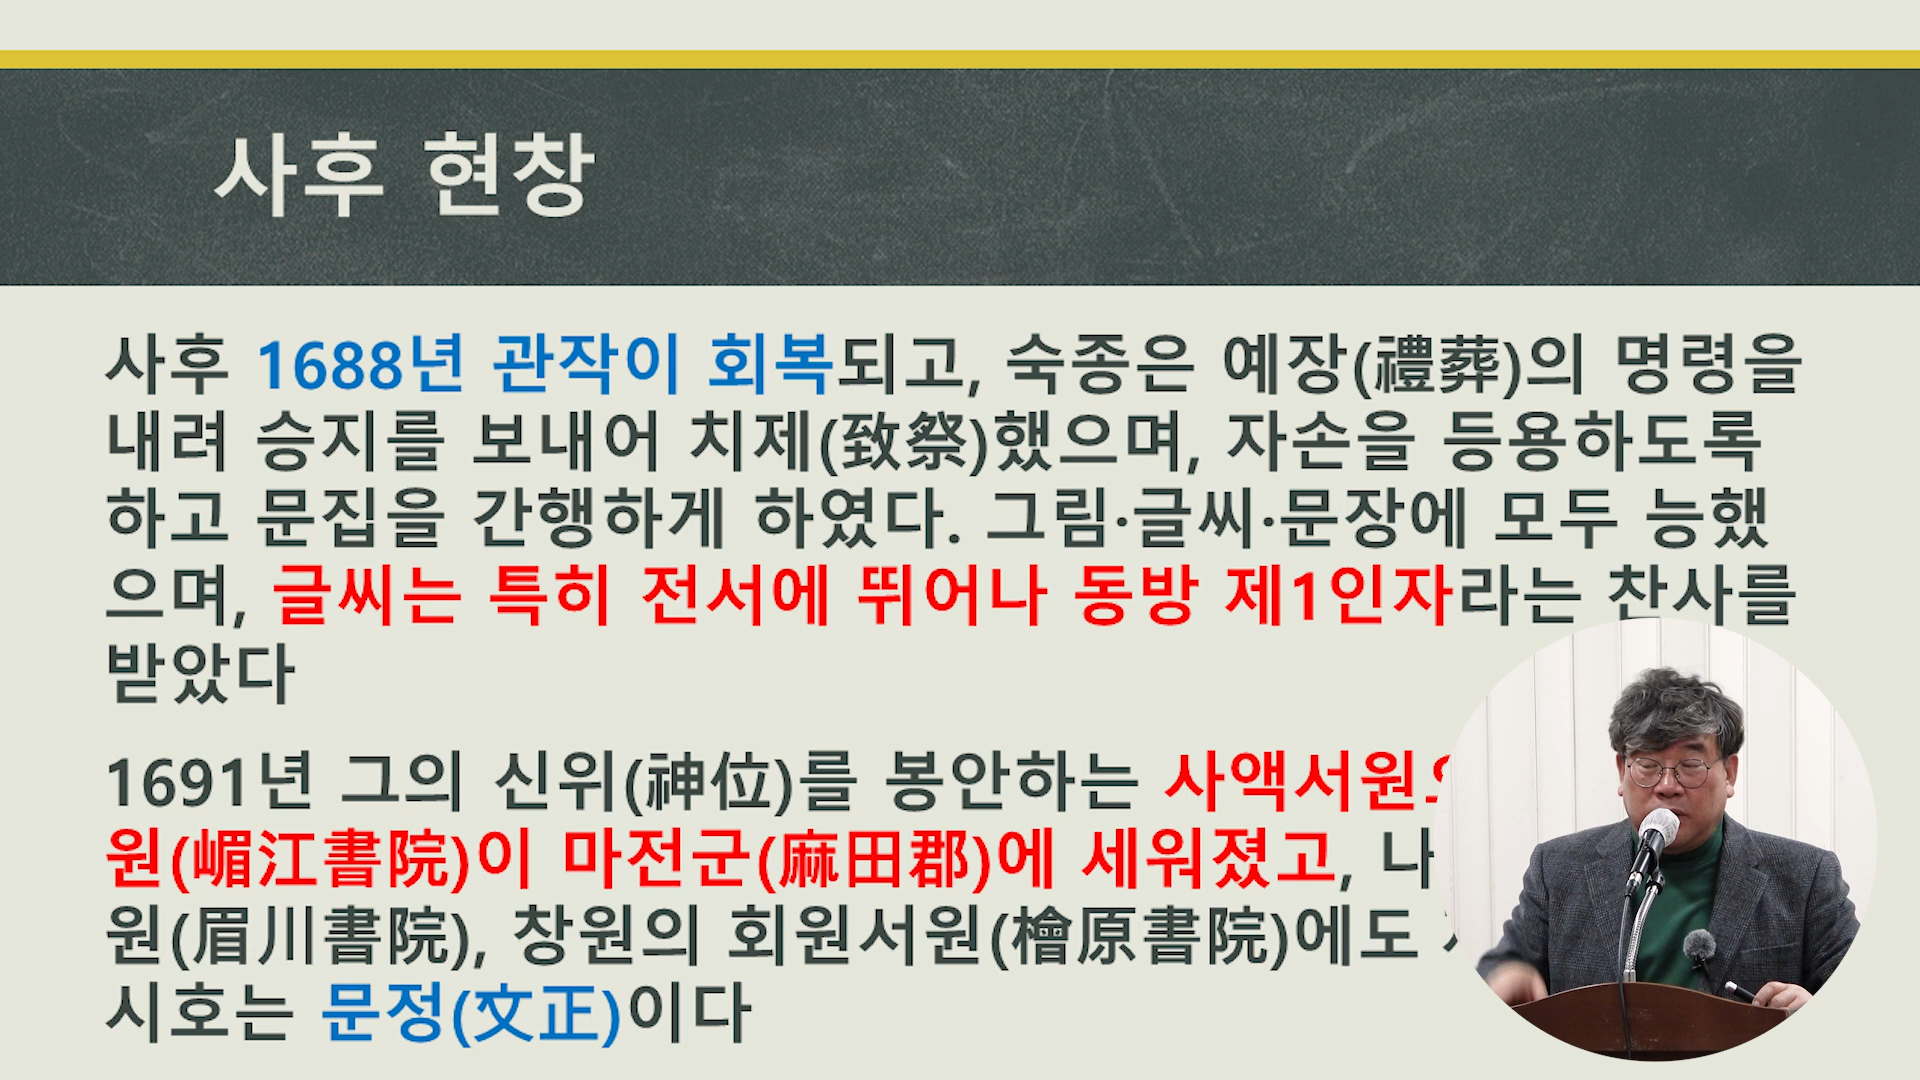 사후 현창
사후 1688년 관작이 회복되고, 숙종은 예장(禮葬)의 명령을
내려 승지를 보내어 치제(致祭)했으며, 자손을 등용하도록
하고 문집을 간행하게 하였다. 그림·글씨·문장에 모두 능했
으며, 글씨는 특히 전서에 뛰어나 동방 제1인자라는 찬사를
받았다
1691년 그의 신위(神位)를 봉안하는
원(嵋江書院)이 마전군(麻田郡)에 세워졌고, 나
원(眉川書院), 창원의 회원서원(檜原書院)에도
시호는 문정(文正)이다